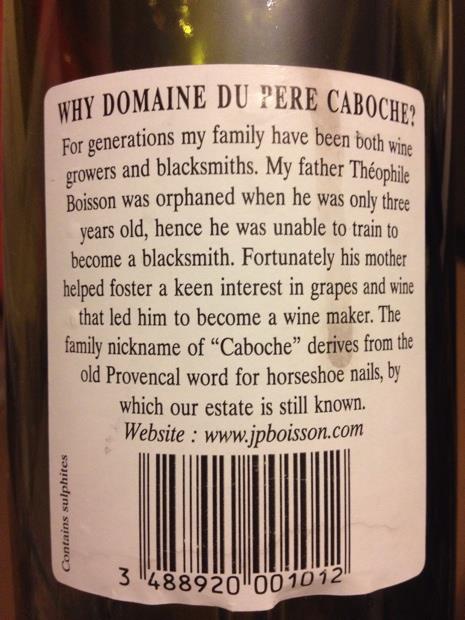 WHY DOMAINE DU PERE CABOCHE?
For generations my family have been both wine
growers and blacksmiths. My father Théophile
Boisson was orphaned when he was only three
years old, hence he was unable to train to
become a blacksmith. Fortunately his mother
helped foster a keen interest in grapes and wine
that led him to become a wine maker. The
family nickname of “Caboche” derives from the
old Provencal word for horseshoe nails, by
which our estate is still known.
Website : www.jpboisson.com
Contains sulphites
3 488920 001012